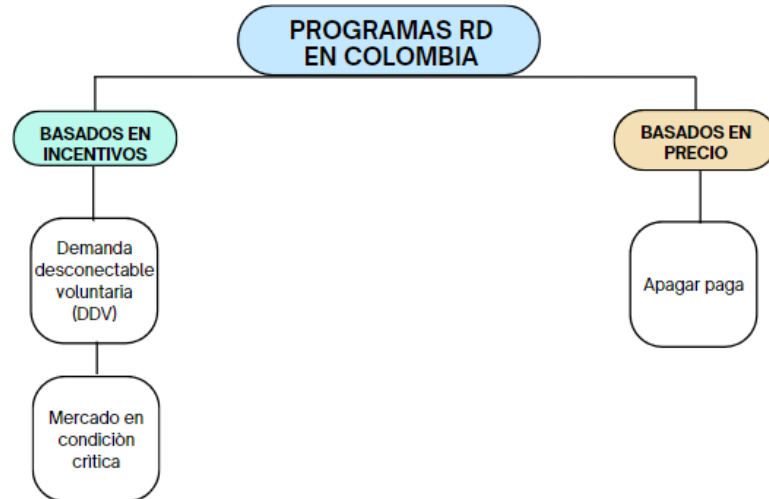 PROGRAMAS RD
EN COLOMBIA
BASADOS EN
INCENTIVOS
BASADOS EN
PRECIO
Demanda
desconectable
voluntaria
(DDV)
Apagar paga
Mercado en
condiciòn
crìtica